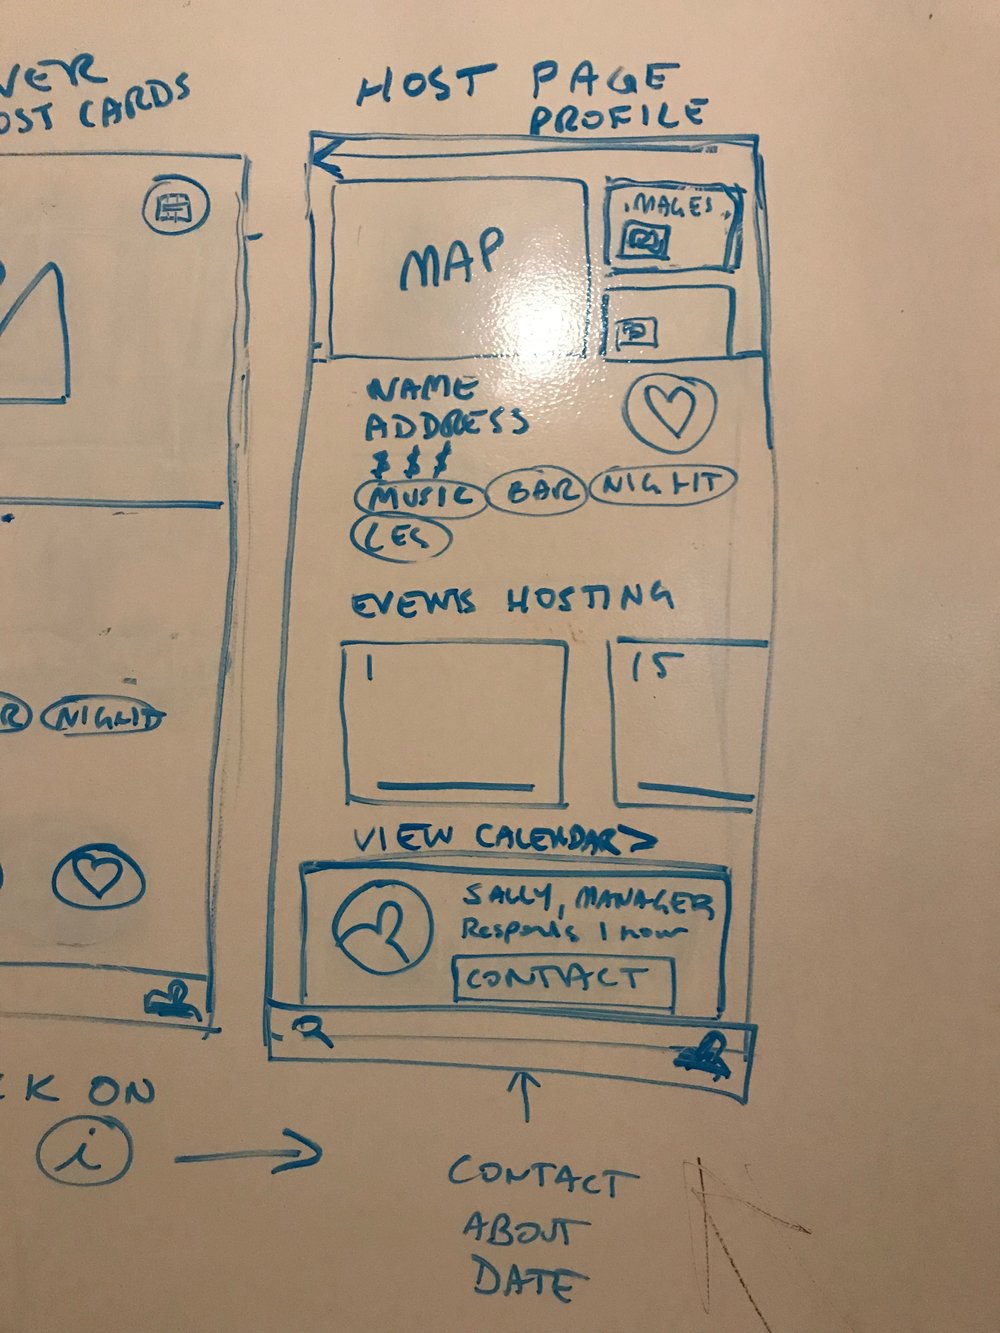 VER
OST CARDS
NIGHT
CK ON
i
HOST PAGE
PROFILE
MAP
IMAGES
NAME
ADDRESS
$ $ $
MUSIC BAR NIGHT
LES
EVENTS HOSTING
1 15
VIEW CALENDAR >
SALLY, MANAGER
Responds 1 hour
CONTACT
CONTACT
ABOUT
DATE